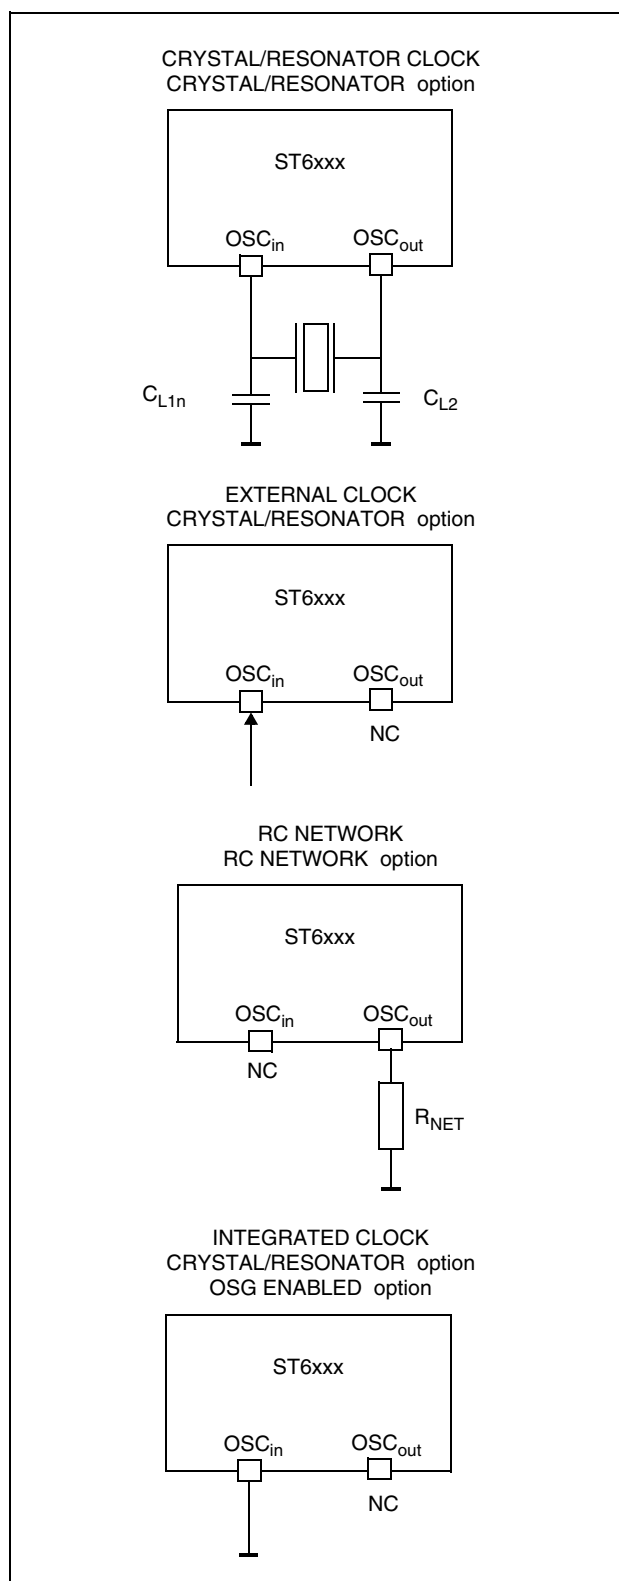 CRYSTAL/RESONATOR CLOCK
CRYSTAL/RESONATOR option
ST6xxx
OSCin OSCout
CL1n CL2
EXTERNAL CLOCK
CRYSTAL/RESONATOR option
ST6xxx
OSCin OSCout
NC
RC NETWORK
RC NETWORK option
ST6xxx
OSCin OSCout
NC
RNET
INTEGRATED CLOCK
CRYSTAL/RESONATOR option
OSG ENABLED option
ST6xxx
OSCin OSCout
NC